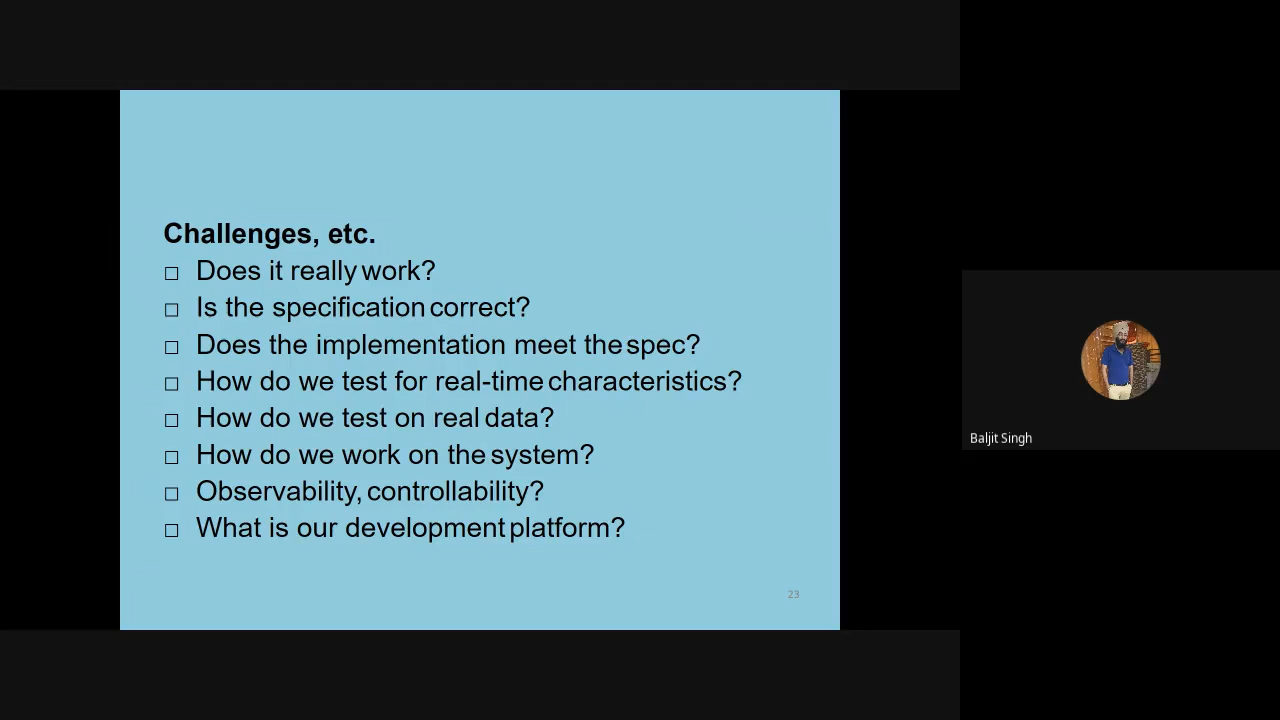 Challenges, etc.
□ Does it really work?
□ Is the specification correct?
□ Does the implementation meet the spec?
□ How do we test for real-time characteristics?
□ How do we test on real data?
□ How do we work on the system?
□ Observability, controllability?
□ What is our development platform?
23
Baljit Singh